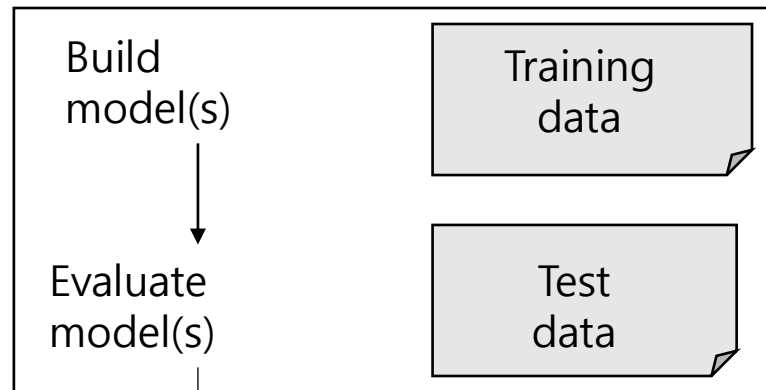 Build
model(s)
Training
data
Evaluate
model(s)
Test
data